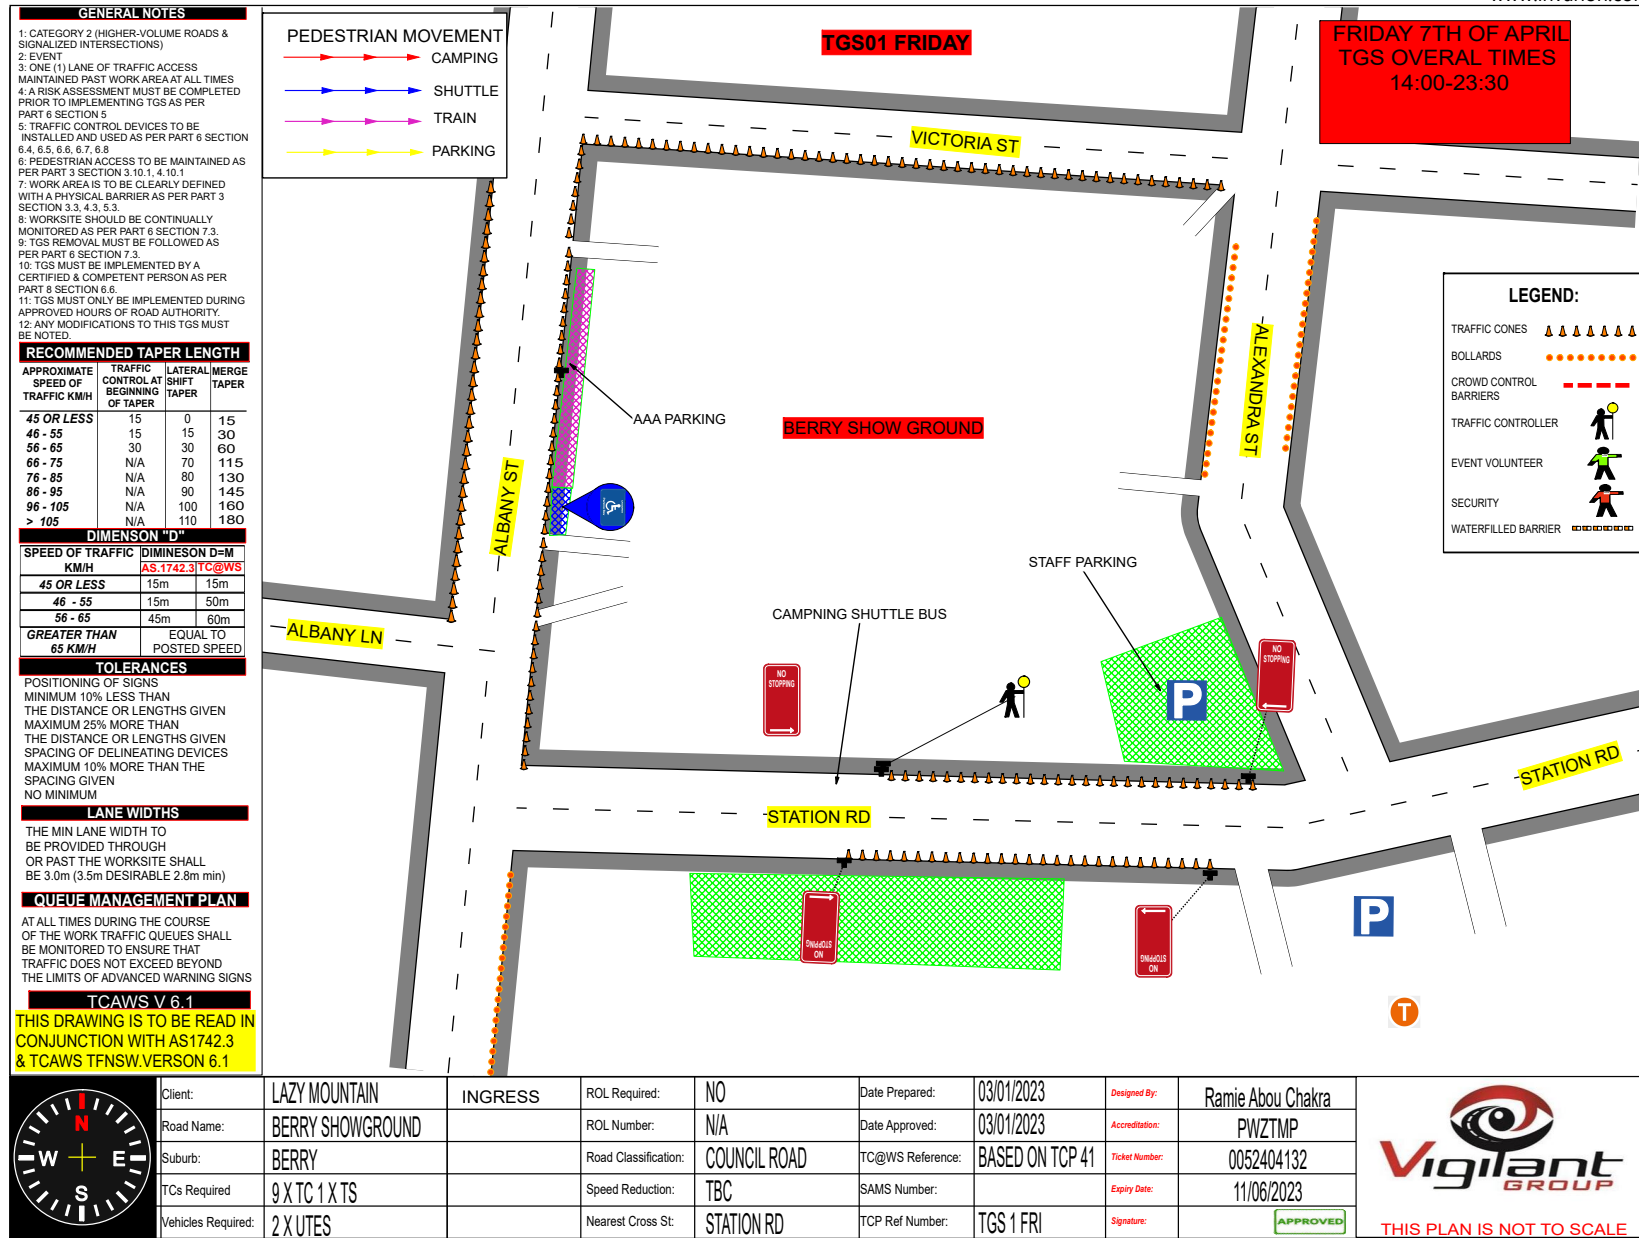 GENERAL NOTES
1: CATEGORY 2 (HIGHER-VOLUME ROADS &
SIGNALIZED INTERSECTIONS)
2: EVENT
3: ONE (1) LANE OF TRAFFIC ACCESS
MAINTAINED PAST WORK AREA AT ALL TIMES
4: A RISK ASSESSMENT MUST BE COMPLETED
PRIOR TO IMPLEMENTING TGS AS PER
PART 6 SECTION 5
5: TRAFFIC CONTROL DEVICES TO BE
INSTALLED AND USED AS PER PART 6 SECTION
6.4, 6.5, 6.6, 6.7, 6.8
6: PEDESTRIAN ACCESS TO BE MAINTAINED AS
PER PART 3 SECTION 3.10.1, 4.10.1
7: WORK AREA IS TO BE CLEARLY DEFINED
WITH A PHYSICAL BARRIER AS PER PART 3
SECTION 3.3, 4.3, 5.3.
8: WORKSITE SHOULD BE CONTINUALLY
MONITORED AS PER PART 6 SECTION 7.3.
9: TGS REMOVAL MUST BE FOLLOWED AS
PER PART 6 SECTION 7.3.
10: TGS MUST BE IMPLEMENTED BY A
CERTIFIED & COMPETENT PERSON AS PER
PART 8 SECTION 6.6.
11: TGS MUST ONLY BE IMPLEMENTED DURING
APPROVED HOURS OF ROAD AUTHORITY.
12: ANY MODIFICATIONS TO THIS TGS MUST
BE NOTED.
RECOMMENDED TAPER LENGTH
APPROXIMATE SPEED OF TRAFFIC KM/H TRAFFIC CONTROL AT BEGINNING OF TAPER LATERAL SHIFT TAPER MERGE TAPER
45 OR LESS 15 0 15
46 - 55 15 15 30
56 - 65 30 30 60
66 - 75 N/A 70 115
76 - 85 N/A 80 130
86 - 95 N/A 90 145
96 - 105 N/A 100 160
> 105 N/A 110 180
DIMENSON "D"
SPEED OF TRAFFIC KM/H DIMINESON D=M
AS.1742.3 TC@WS
45 OR LESS 15m 15m
46 - 55 15m 50m
56 - 65 45m 60m
GREATER THAN 65 KM/H EQUAL TO POSTED SPEED
TOLERANCES
POSITIONING OF SIGNS
MINIMUM 10% LESS THAN
THE DISTANCE OR LENGTHS GIVEN
MAXIMUM 25% MORE THAN
THE DISTANCE OR LENGTHS GIVEN
SPACING OF DELINEATING DEVICES
MAXIMUM 10% MORE THAN THE
SPACING GIVEN
NO MINIMUM
LANE WIDTHS
THE MIN LANE WIDTH TO
BE PROVIDED THROUGH
OR PAST THE WORKSITE SHALL
BE 3.0m (3.5m DESIRABLE 2.8m min)
QUEUE MANAGEMENT PLAN
AT ALL TIMES DURING THE COURSE
OF THE WORK TRAFFIC QUEUES SHALL
BE MONITORED TO ENSURE THAT
TRAFFIC DOES NOT EXCEED BEYOND
THE LIMITS OF ADVANCED WARNING SIGNS
TCAWS V 6.1
THIS DRAWING IS TO BE READ IN
CONJUNCTION WITH AS1742.3
& TCAWS TFNSW.VERSON 6.1
PEDESTRIAN MOVEMENT
CAMPING
SHUTTLE
TRAIN
PARKING
TGS01 FRIDAY
FRIDAY 7TH OF APRIL
TGS OVERAL TIMES
14:00-23:30
VICTORIA ST
ALEXANDRA ST
LEGEND:
TRAFFIC CONES
BOLLARDS
CROWD CONTROL
BARRIERS
TRAFFIC CONTROLLER
EVENT VOLUNTEER
SECURITY
WATERFILLED BARRIER
AAA PARKING
BERRY SHOW GROUND
ALBANY ST
ALBANY LN
STAFF PARKING
CAMPNING SHUTTLE BUS
NO
STOPPING
NO
STOPPING
P
STATION RD
STATION RD
NO
STOPPING
NO
STOPPING
P
T
N
W E
S
Client: LAZY MOUNTAIN INGRESS ROL Required: NO Date Prepared: 03/01/2023 Designed By: Ramie Abou Chakra
Road Name: BERRY SHOWGROUND ROL Number: N/A Date Approved: 03/01/2023 Accreditation: PWZTMP
Suburb: BERRY Road Classification: COUNCIL ROAD TC@WS Reference: BASED ON TCP 41 Ticket Number: 0052404132
TCs Required 9 X TC 1 X TS Speed Reduction: TBC SAMS Number: Expiry Date: 11/06/2023
Vehicles Required: 2 X UTES Nearest Cross St: STATION RD TCP Ref Number: TGS 1 FRI Signature: APPROVED
Vigilant
GROUP
THIS PLAN IS NOT TO SCALE